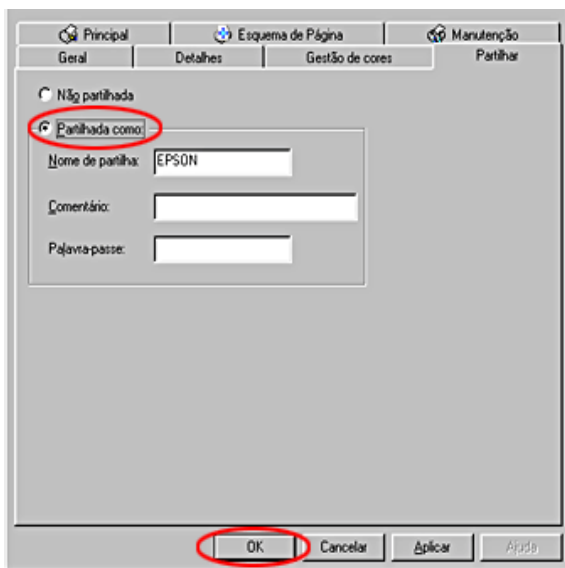 Principal Esquema de Página Manutenção
Geral Detalhes Gestão de cores Partilhar
Não partilhada
Partilhada como:
Nome de partilha: EPSON
Comentário:
Palavra-passe:
OK Cancelar Aplicar Ajuda